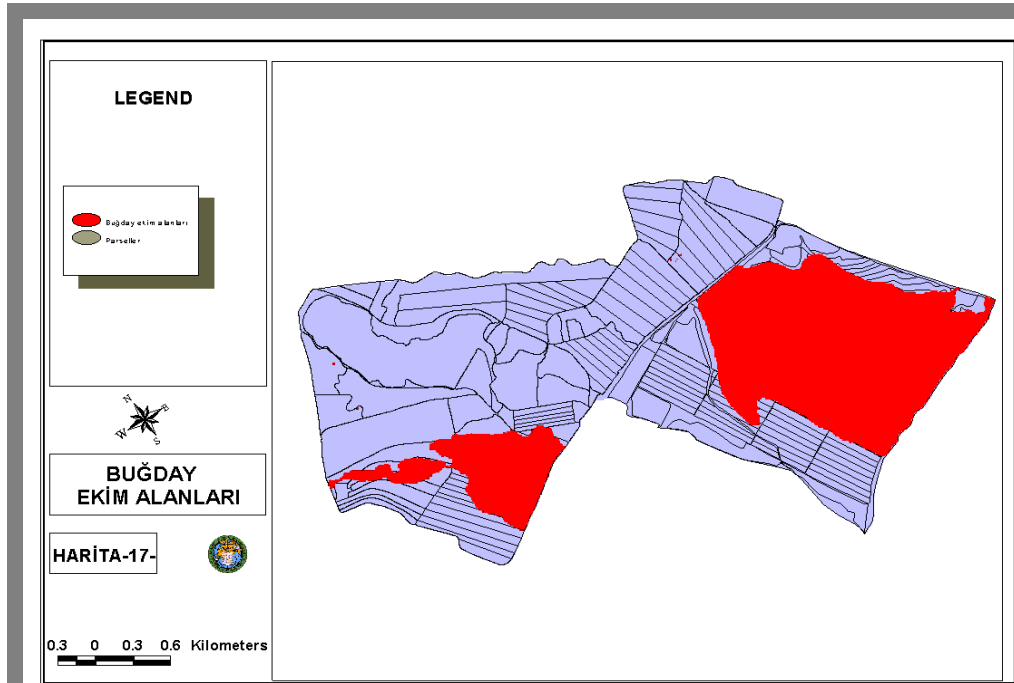 LEGEND
Buğday ekim alanları
Parseller
N
E
W
S
BUĞDAY
EKİM ALANLARI
HARİTA-17-
0.3 0 0.3 0.6 Kilometers